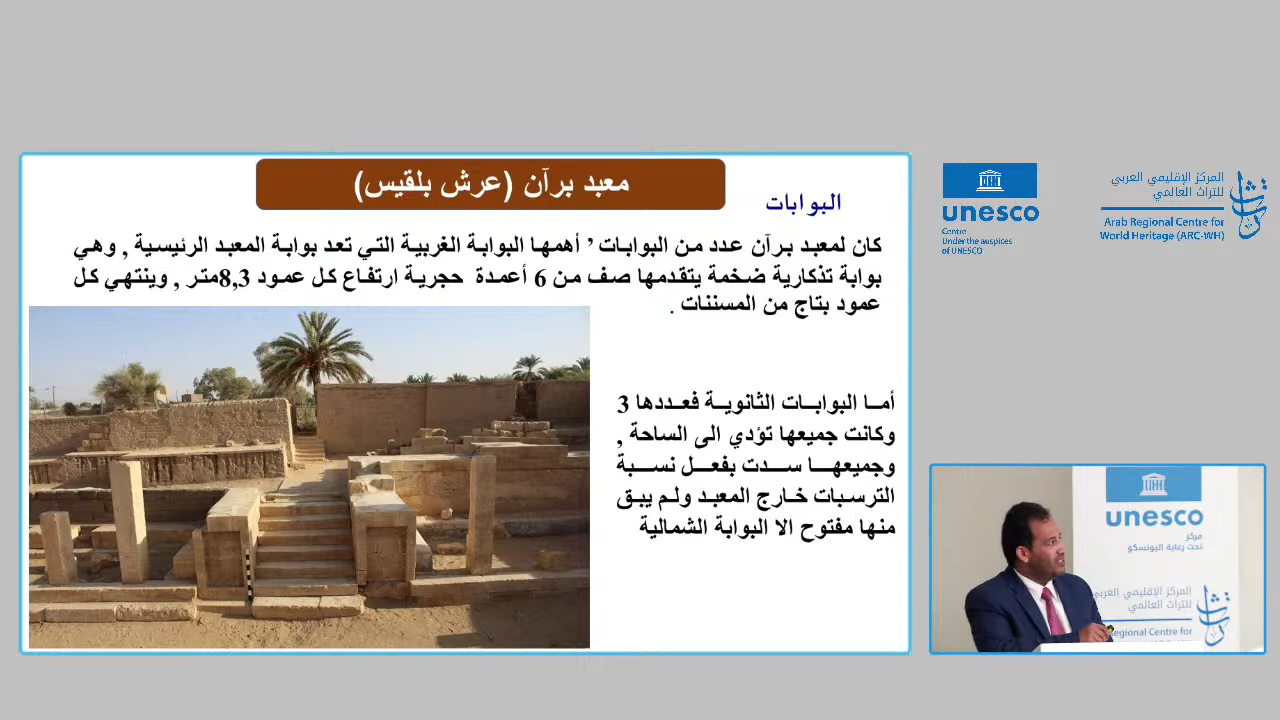 معبد برآن (عرش بلقيس)
البوابات
كان لمعبد برآن عدد من البوابات ’ أهمها البوابة الغربية التي تعد بوابة المعبد الرئيسية , وهي
بوابة تذكارية ضخمة يتقدمها صف من 6 أعمدة حجرية ارتفاع كل عمود 8,3متر , وينتهي كل
عمود بتاج من المسننات .
أما البوابات الثانوية فعددها 3
وكانت جميعها تؤدي الى الساحة ,
وجميعها سدت بفعل نسبة
الترسبات خارج المعبد ولم يبق
منها مفتوح الا البوابة الشمالية
unesco
Centre
Under the auspices
of UNESCO
المركز الإقليمي العربي
للتراث العالمي
Arab Regional Centre for
World Heritage (ARC-WH)
unesco
مركز
تحت رعاية اليونسكو
المركز الإقليمي العربي
للتراث العالمي
Regional Centre for